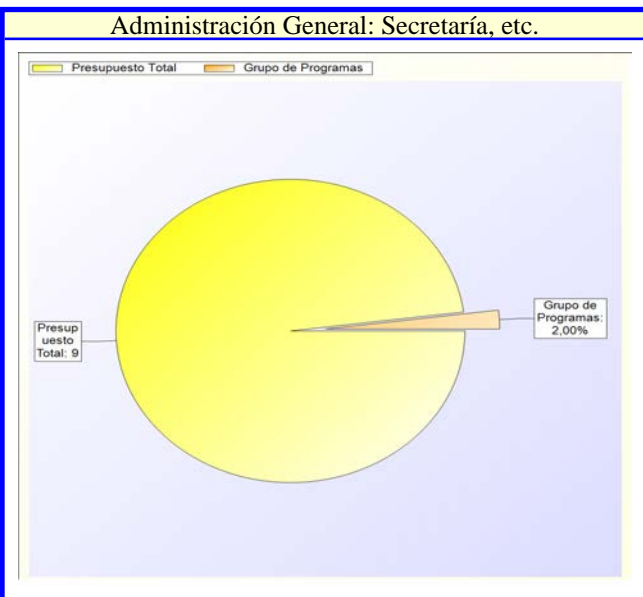 Administración General: Secretaría, etc.
Presupuesto Total
Grupo de Programas
Presup
uesto
Total: 9
Grupo de
Programas:
2,00%